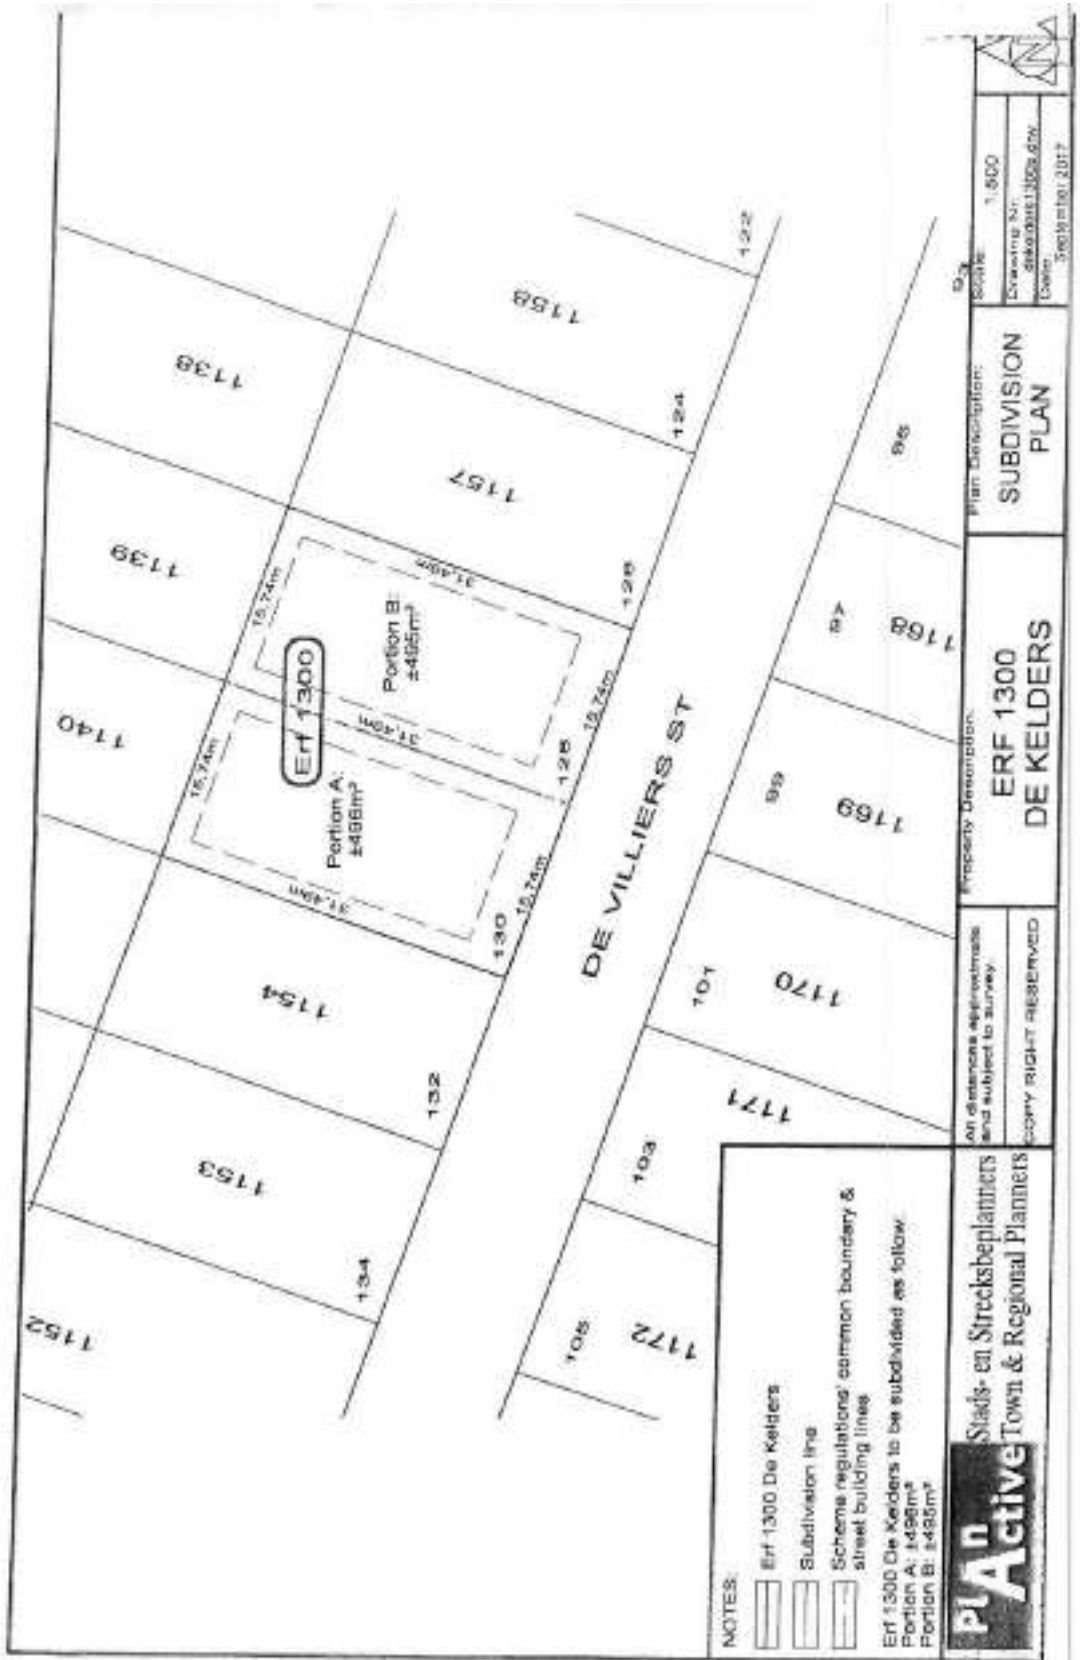 1138
1139
1140
1158
122
1157
124
Erf 1300
15,74m
15,74m
31,49m
31,49m
31,49m
Portion B:
±495m²
Portion A:
±496m²
126
128
15,74m
15,74m
130
1154
132
1153
134
1152
DE VILLIERS ST
93
95
97
1168
99
1169
101
1170
103
1171
105
1172
NOTES:
Erf 1300 De Kelders
Subdivision line
Scheme regulations' common boundary &
street building lines
Erf 1300 De Kelders to be subdivided as follow:
Portion A: ±496m²
Portion B: ±495m²
PlAn
Active
Stads- en Streeksbeplanners
Town & Regional Planners
All distances approximate
and subject to survey.
COPY RIGHT RESERVED
Property Description:
ERF 1300
DE KELDERS
Plan Description:
SUBDIVISION
PLAN
Scale:
1:500
Drawing Nr:
dekelders1300s.drw
Date:
September 2017